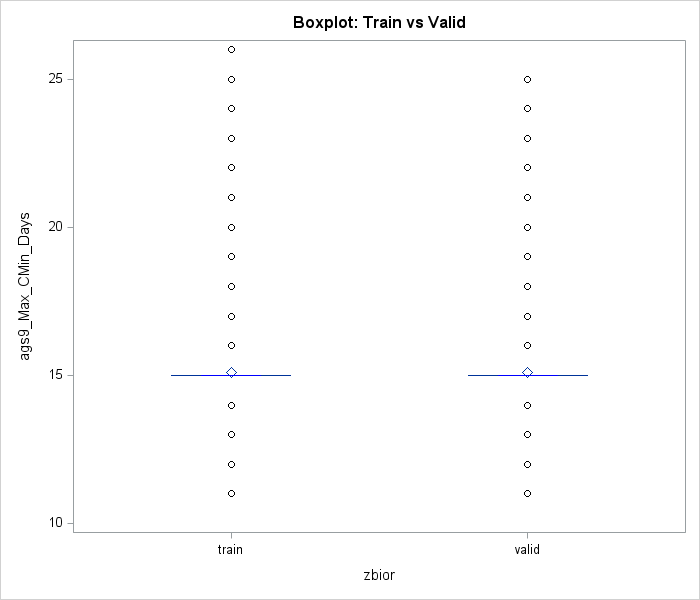 Boxplot: Train vs Valid
ags9_Max_CMin_Days
25
20
15
10
train
valid
zbior